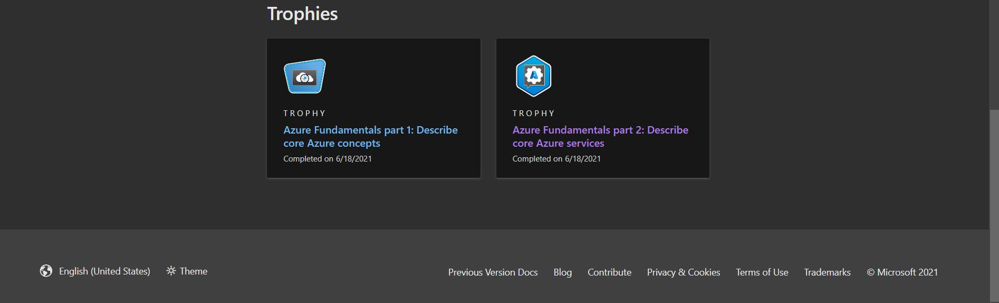 Trophies
TROPHY
Azure Fundamentals part 1: Describe
core Azure concepts
Completed on 6/18/2021
TROPHY
Azure Fundamentals part 2: Describe
core Azure services
Completed on 6/18/2021
English (United States)
Theme
Previous Version Docs
Blog
Contribute
Privacy & Cookies
Terms of Use
Trademarks
© Microsoft 2021